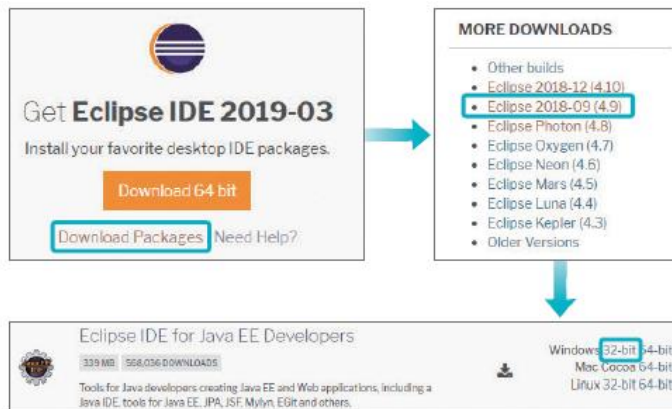 Get Eclipse IDE 2019-03
Install your favorite desktop IDE packages.
Download 64 bit
Download Packages Need Help?
MORE DOWNLOADS
Other builds
Eclipse 2018-12 (4.10)
Eclipse 2018-09 (4.9)
Eclipse Photon (4.8)
Eclipse Oxygen (4.7)
Eclipse Neon (4.6)
Eclipse Mars (4.5)
Eclipse Luna (4.4)
Eclipse Kepler (4.3)
Older Versions
Eclipse IDE for Java EE Developers
339 MB 568,036 DOWNLOADS
Tools for Java developers creating Java EE and Web applications, including a
Java IDE, tools for Java EE, JPA, JSF, Mylyn, EGit and others.
Windows 32-bit 64-bit
Mac Cocoa 64-bit
Linux 32-bit 64-bit